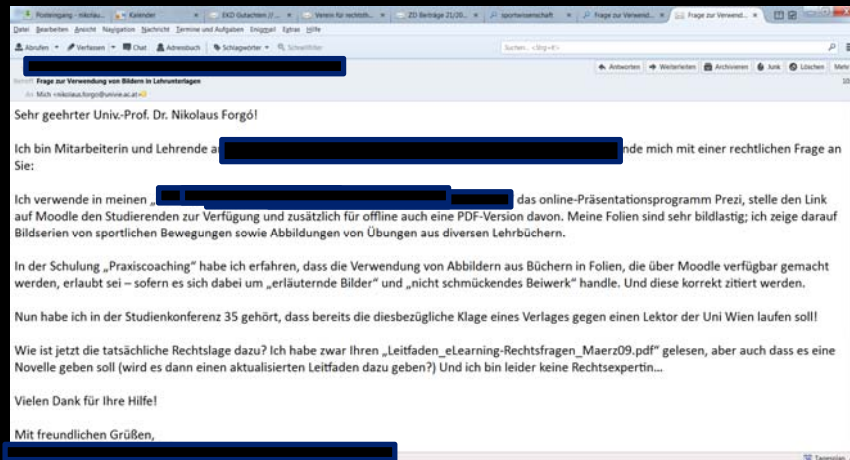 Posteingang - nikolau... Kalender EKD Gutachten // ... Verein für rechtoth... ZD Beiträge 21/20... sportwissenschaft Frage zur Verwend... Frage zur Verwend...
Datei Bearbeiten Ansicht Navigation Nachricht Termine und Aufgaben Enigmail Extras Hilfe
Abrufen Verfassen Chat Adressbuch Schlagwörter Schnellfilter Suchen... <Strg+K>
Antworten Weiterleiten Archivieren Junk Löschen Mehr
Betreff Frage zur Verwendung von Bildern in Lehrunterlagen
An Mich <nikolaus.forgo@univie.ac.at>
Sehr geehrter Univ.-Prof. Dr. Nikolaus Forgó!
Ich bin Mitarbeiterin und Lehrende a nde mich mit einer rechtlichen Frage an
Sie:
Ich verwende in meinen „ das online-Präsentationsprogramm Prezi, stelle den Link
auf Moodle den Studierenden zur Verfügung und zusätzlich für offline auch eine PDF-Version davon. Meine Folien sind sehr bildlastig; ich zeige darauf
Bildserien von sportlichen Bewegungen sowie Abbildungen von Übungen aus diversen Lehrbüchern.
In der Schulung „Praxiscoaching“ habe ich erfahren, dass die Verwendung von Abbildern aus Büchern in Folien, die über Moodle verfügbar gemacht
werden, erlaubt sei – sofern es sich dabei um „erläuternde Bilder“ und „nicht schmückendes Beiwerk“ handle. Und diese korrekt zitiert werden.
Nun habe ich in der Studienkonferenz 35 gehört, dass bereits die diesbezügliche Klage eines Verlages gegen einen Lektor der Uni Wien laufen soll!
Wie ist jetzt die tatsächliche Rechtslage dazu? Ich habe zwar Ihren „Leitfaden_eLearning-Rechtsfragen_Maerz09.pdf“ gelesen, aber auch dass es eine
Novelle geben soll (wird es dann einen aktualisierten Leitfaden dazu geben?) Und ich bin leider keine Rechtsexpertin...
Vielen Dank für Ihre Hilfe!
Mit freundlichen Grüßen,
Tagesplan